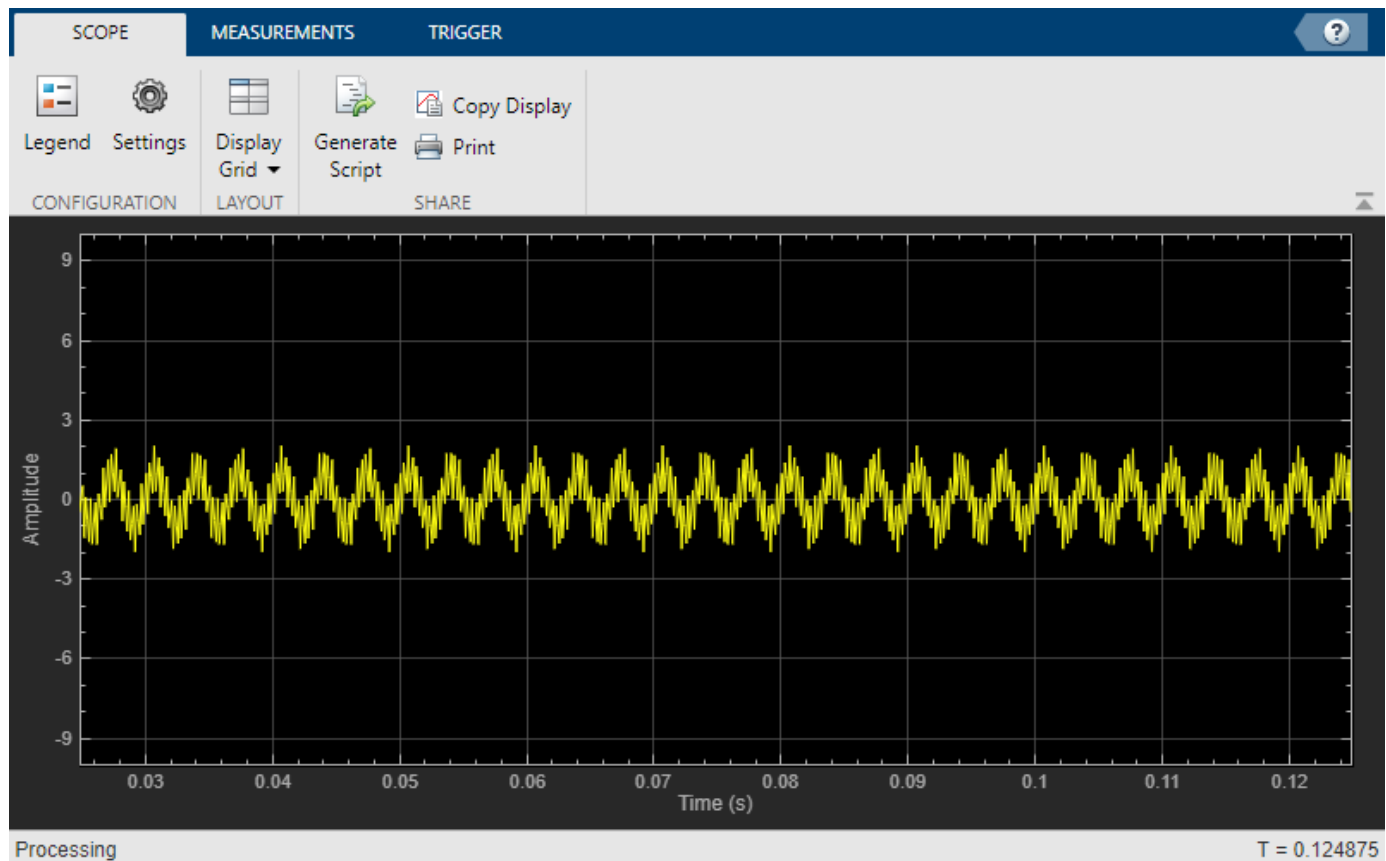 SCOPE MEASUREMENTS TRIGGER ?
Legend Settings Display Grid Generate Script Copy Display
Print
CONFIGURATION LAYOUT SHARE
9
6
3
0
-3
-6
-9
Amplitude
0.03 0.04 0.05 0.06 0.07 0.08 0.09 0.1 0.11 0.12
Time (s)
Processing T = 0.124875